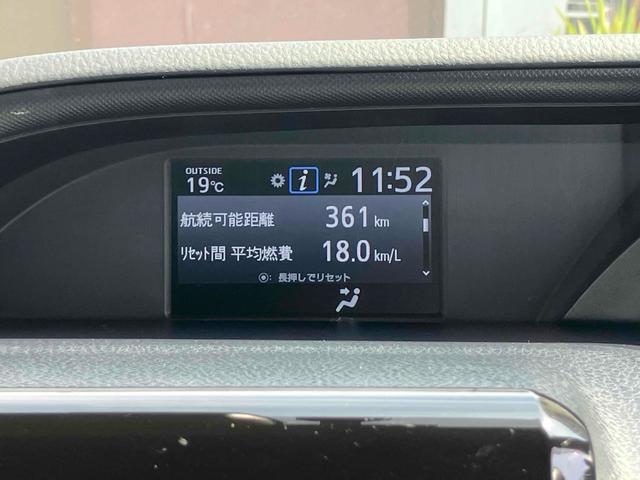 OUTSIDE
19℃ i 11:52
航続可能距離 361 km
リセット間 平均燃費 18.0 km/L
⦿: 長押しでリセット